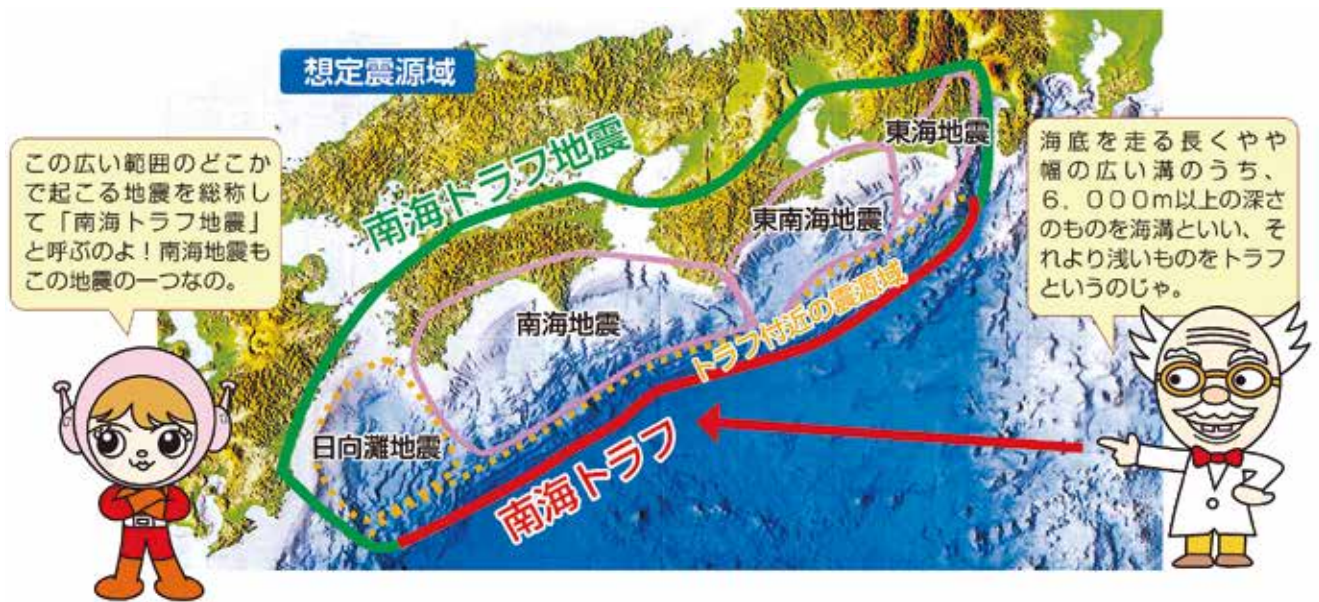 想定震源域
この広い範囲のどこか
で起こる地震を総称し
て「南海トラフ地震」
と呼ぶのよ！南海地震も
この地震の一つなの。
南海トラフ地震
東海地震
東南海地震
南海地震
日向灘地震
トラフ付近の震源域
南海トラフ
海底を走る長くやや
幅の広い溝のうち、
6．000m以上の深さ
のものを海溝といい、そ
れより浅いものをトラフ
というのじゃ。